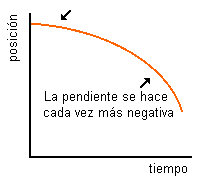 posición
La pendiente se hace
cada vez más negativa
tiempo